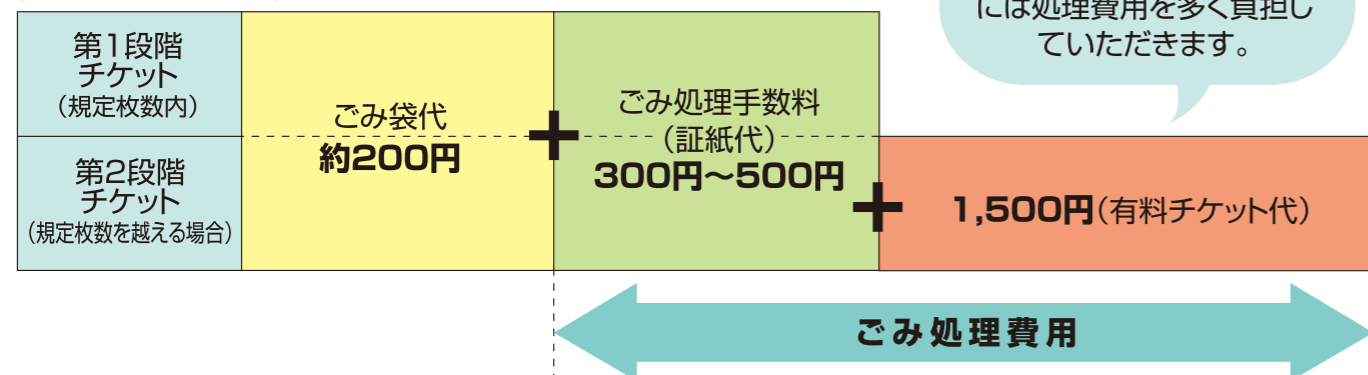 には処理費用を多く負担し
ていただきます。
第1段階
チケット
(規定枚数内)
ごみ袋代
約200円
+
ごみ処理手数料
(証紙代)
300円〜500円
第2段階
チケット
(規定枚数を越える場合)
+
1,500円(有料チケット代)
ごみ処理費用